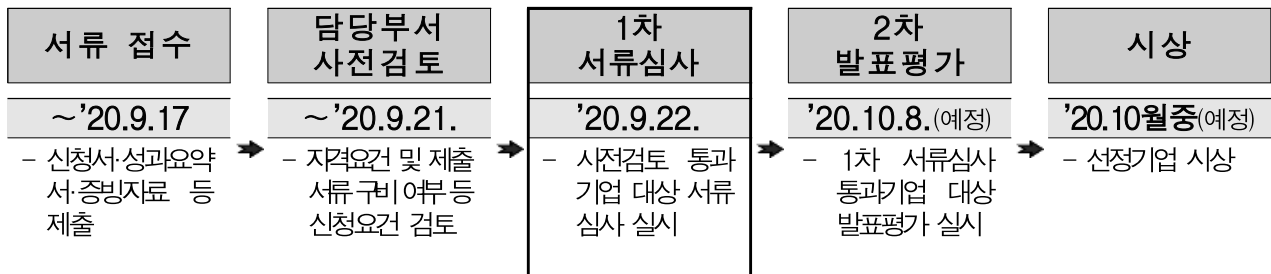 서류 접수
~’20.9.17
- 신청서·성과요약
서·증빙자료 등
제출
담당부서
사전검토
~’20.9.21.
- 자격요건 및 제출
서류 구비 여부 등
신청요건 검토
1차
서류심사
’20.9.22.
- 사전검토 통과
기업 대상 서류
심사 실시
2차
발표평가
’20.10.8.(예정)
- 1차 서류심사
통과기업 대상
발표평가 실시
시상
’20.10월중(예정)
- 선정기업 시상